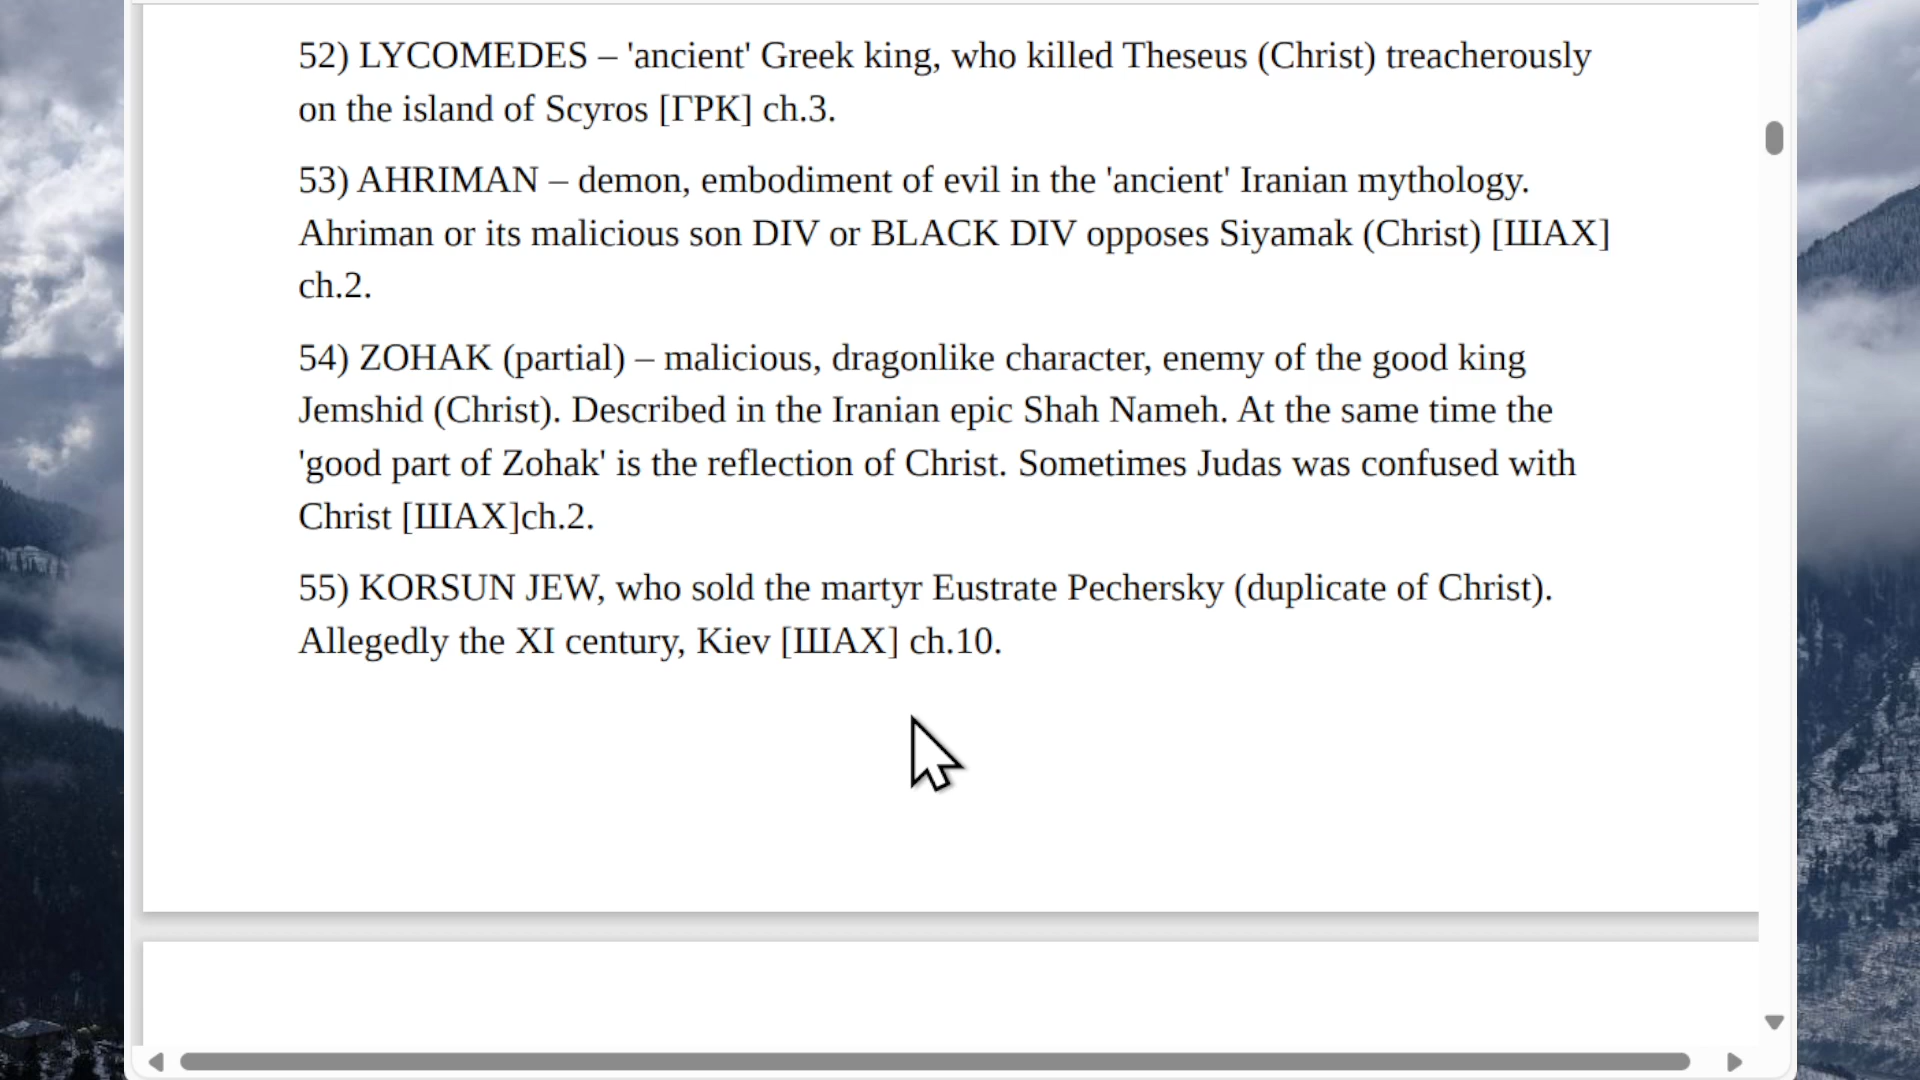 52) LYCOMEDES – 'ancient' Greek king, who killed Theseus (Christ) treacherously
on the island of Scyros [ГРК] ch.3.
53) AHRIMAN – demon, embodiment of evil in the 'ancient' Iranian mythology.
Ahriman or its malicious son DIV or BLACK DIV opposes Siyamak (Christ) [ШАХ]
ch.2.
54) ZOHAK (partial) – malicious, dragonlike character, enemy of the good king
Jemshid (Christ). Described in the Iranian epic Shah Nameh. At the same time the
'good part of Zohak' is the reflection of Christ. Sometimes Judas was confused with
Christ [ШАХ]ch.2.
55) KORSUN JEW, who sold the martyr Eustrate Pechersky (duplicate of Christ).
Allegedly the XI century, Kiev [ШАХ] ch.10.